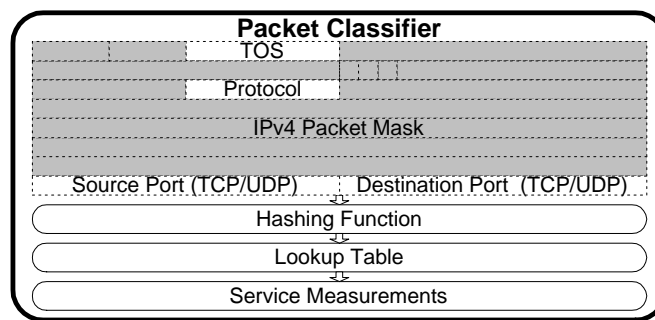 Packet Classifier
TOS
Protocol
IPv4 Packet Mask
Source Port (TCP/UDP) Destination Port (TCP/UDP)
Hashing Function
Lookup Table
Service Measurements